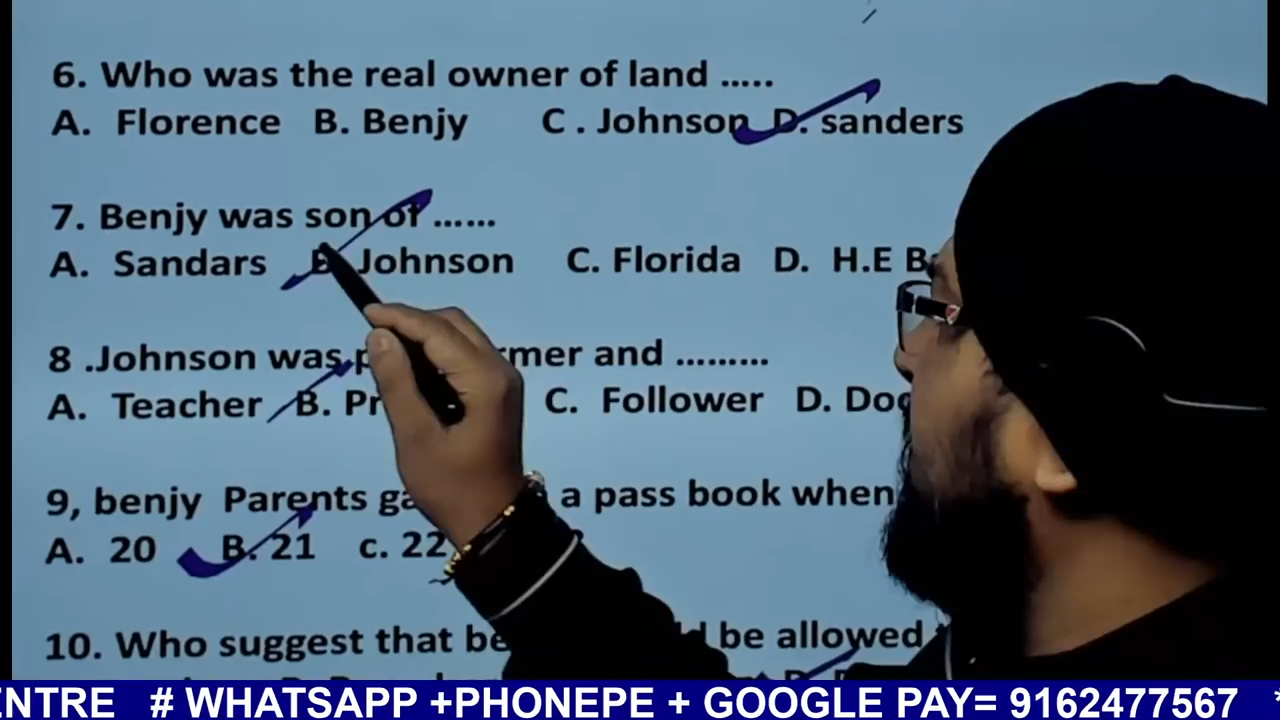 6. Who was the real owner of land .....
A. Florence B. Benjy C . Johnson D. sanders
7. Benjy was son of ......
A. Sandars B. Johnson C. Florida D. H.E
8 .Johnson was and .........
A. Teacher B. C. Follower D.
9, benjy Parents a pass book when
A. 20 B. 21 c. 22
10. Who suggest that be allowed
# WHATSAPP +PHONEPE + GOOGLE PAY= 9162477567